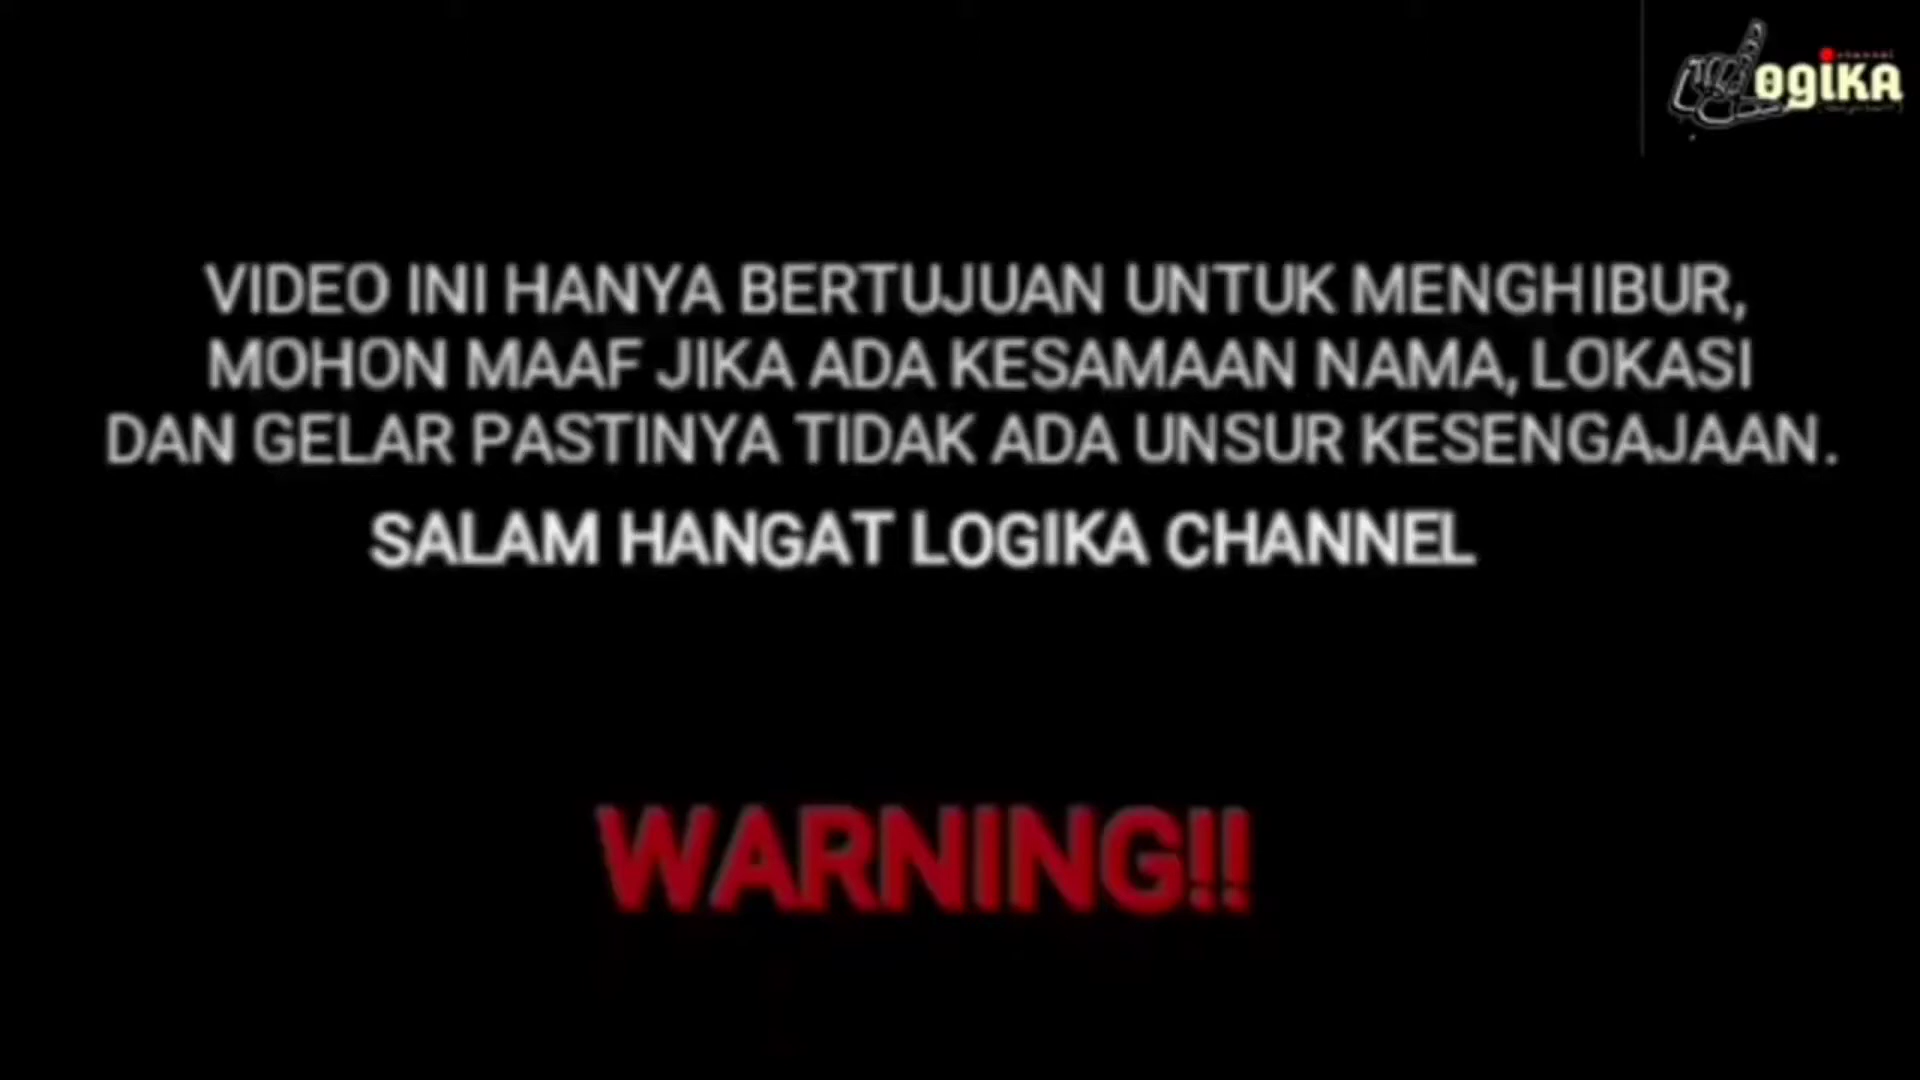 channel
LogiKA
VIDEO INI HANYA BERTUJUAN UNTUK MENGHIBUR,
MOHON MAAF JIKA ADA KESAMAAN NAMA, LOKASI
DAN GELAR PASTINYA TIDAK ADA UNSUR KESENGAJAAN.
SALAM HANGAT LOGIKA CHANNEL
WARNING!!